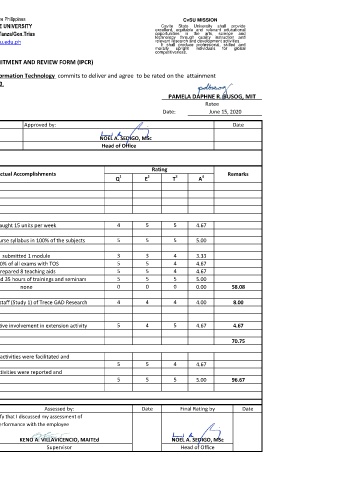 e Philippines
E UNIVERSITY
Tanza/Gen.Trias
u.edu.ph
CvSU MISSION
Cavite State University shall provide
excellent, equitable and relevant educational
opportunities in the arts, science and
technology through quality instruction and
relevant research and development activities.
It shall produce professional, skilled and
morally upright individuals for global
competitiveness.
ITMENT AND REVIEW FORM (IPCR)
ormation Technology commits to deliver and agree to be rated on the attainment
PAMELA DAPHNE R. BUSOG, MIT
Ratee
Date: June 15, 2020
Approved by: Date
NOEL A. SEDIGO, MSc
Head of Office
ctual Accomplishments Rating Remarks
Q1 E2 T3 A4
aught 15 units per week 4 5 5 4.67
urse syllabus in 100% of the subjects 5 5 5 5.00
submitted 1 module 3 3 4 3.33
0% of all exams with TOS 5 5 4 4.67
repared 8 teaching aids 5 5 4 4.67
d 35 hours of trainings and seminars 5 5 5 5.00
none 0 0 0 0.00 58.08
staff (Study 1) of Trece GAD Research 4 4 4 4.00 8.00
tive involvement in extension activity 5 4 5 4.67 4.67
70.75
activities were facilitated and
5 5 4 4.67
tivities were reported and
5 5 5 5.00 96.67
Assessed by: Date Final Rating by Date
fy that I discussed my assessment of
erformance with the employee
RENO A. VILLAVICENCIO, MAITEd NOEL A. SEDIGO, MSc
Supervisor Head of Office